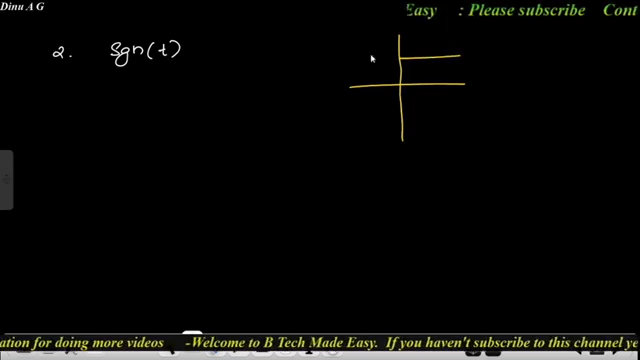 Dinu A G
Easy : Please subscribe Cont
2. Sgn(t)
ation for doing more videos -Welcome to B Tech Made Easy. If you haven't subscribe to this channel ye